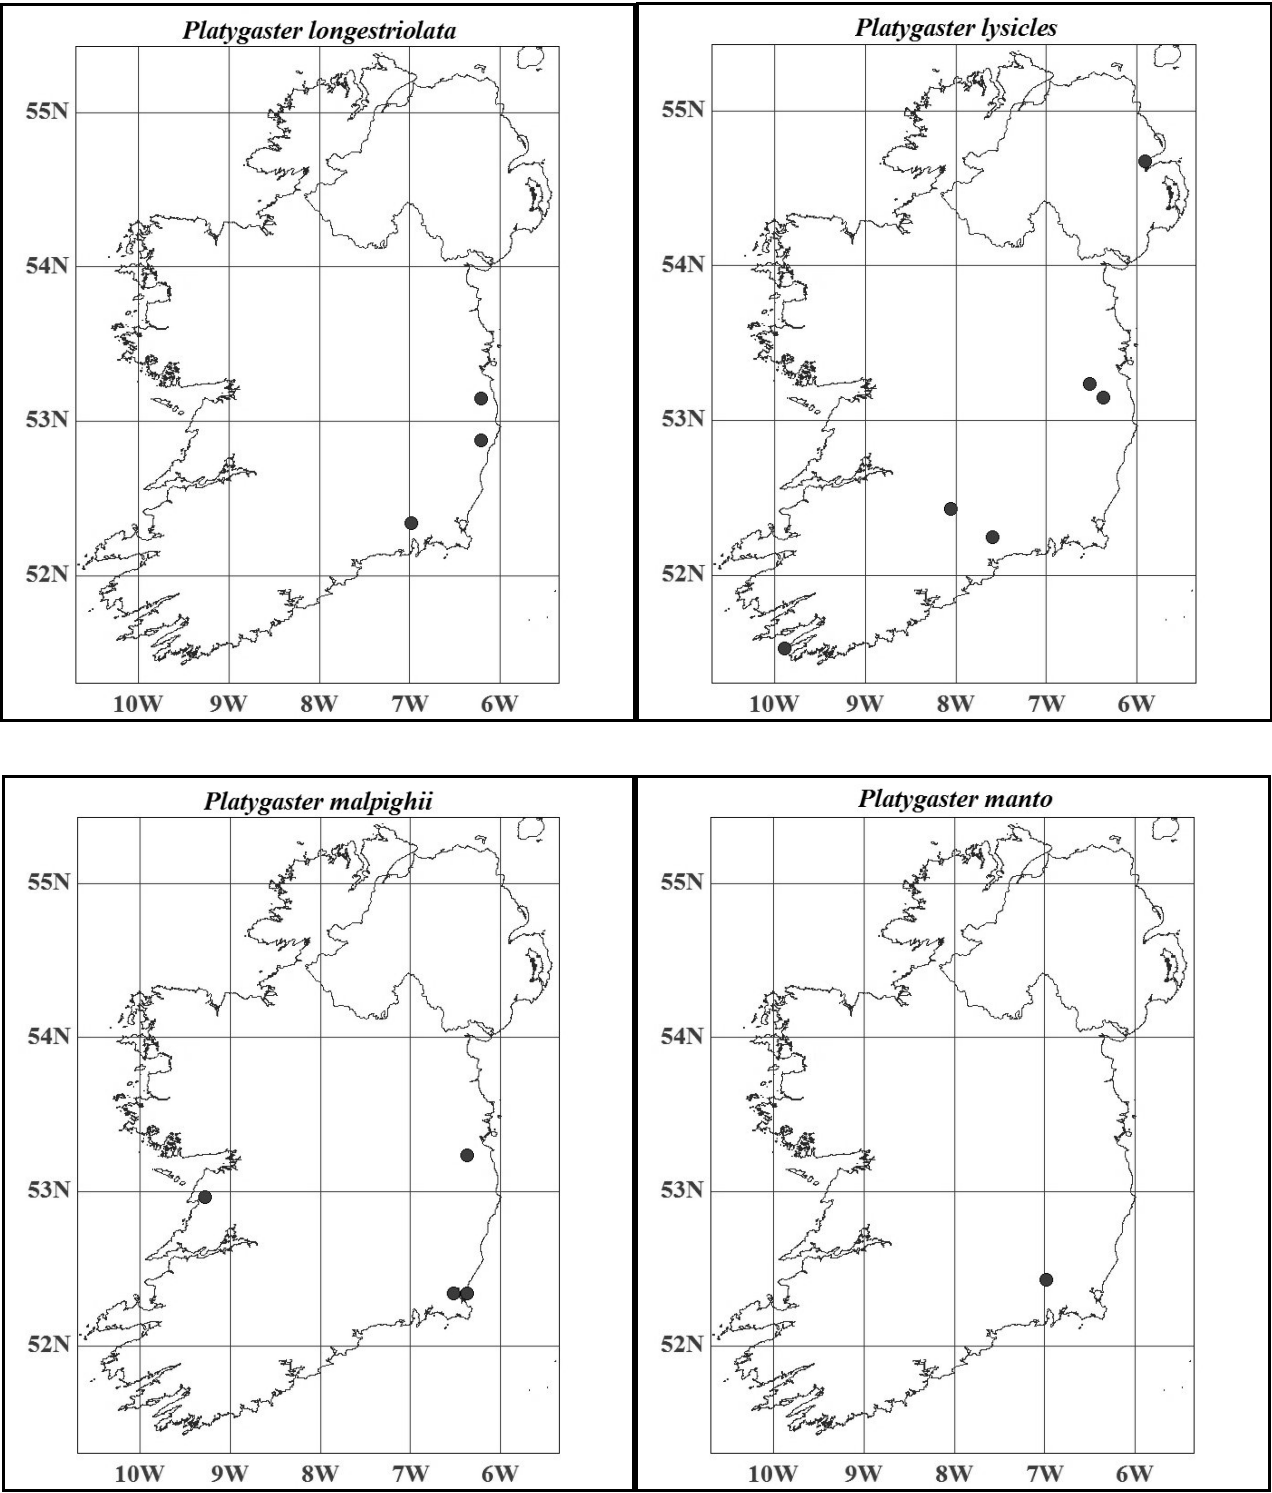 Platygaster longestriolata
55N
54N
53N
52N
10W 9W 8W 7W 6W
Platygaster lysicles
55N
54N
53N
52N
10W 9W 8W 7W 6W
Platygaster malpighii
55N
54N
53N
52N
10W 9W 8W 7W 6W
Platygaster manto
55N
54N
53N
52N
10W 9W 8W 7W 6W